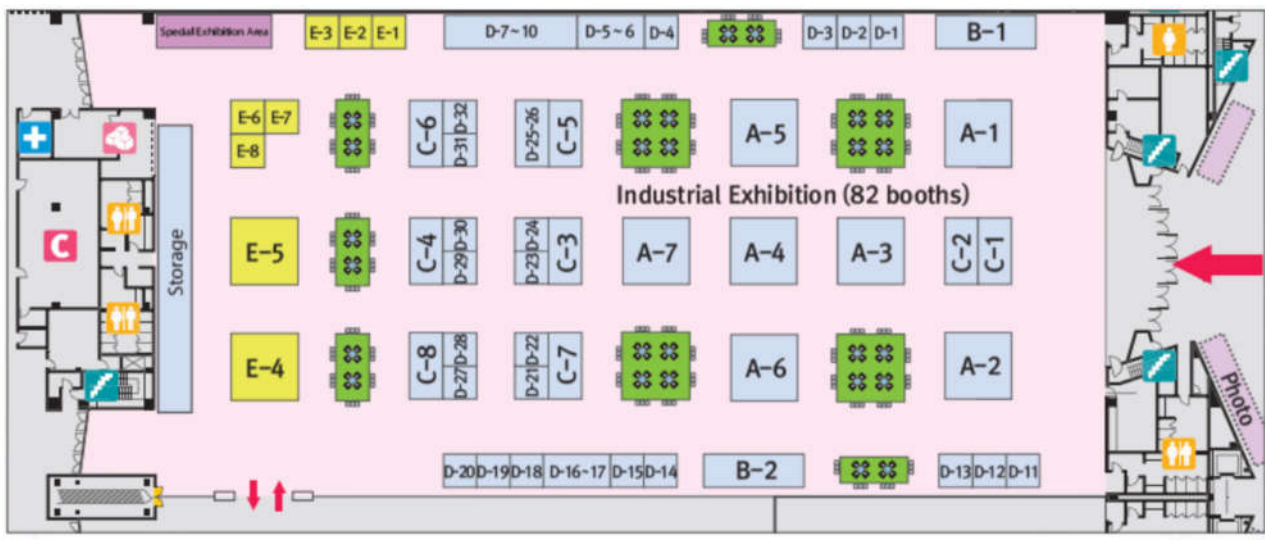 Special Exhibition Area
E-3 E-2 E-1
D-7~10 D-5~6 D-4
D-3 D-2 D-1
B-1
E-6 E-7
E-8
C-6 D-32
D-31
D-25-26 C-5
A-5
A-1
Industrial Exhibition (82 booths)
C
Storage
E-5
C-4 D-30
D-29
D-24
D-23 C-3
A-7
A-4
A-3
C-2 C-1
E-4
C-8 D-28
D-27
D-22
D-21 C-7
A-6
A-2
Photo
D-20 D-19 D-18 D-16~17 D-15 D-14
B-2
D-13 D-12 D-11